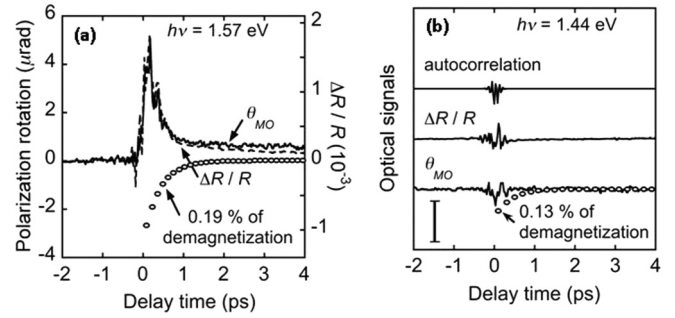 (a)
hν = 1.57 eV
Polarization rotation (μrad)
6
4
2
0
-2
-4
2
1
0
-1
ΔR / R (10⁻³)
θMO
ΔR / R
0.19 % of
demagnetization
-2 -1 0 1 2 3 4
Delay time (ps)
(b)
hν = 1.44 eV
Optical signals
autocorrelation
ΔR / R
θMO
0.13 % of
demagnetization
-2 -1 0 1 2 3 4
Delay time (ps)